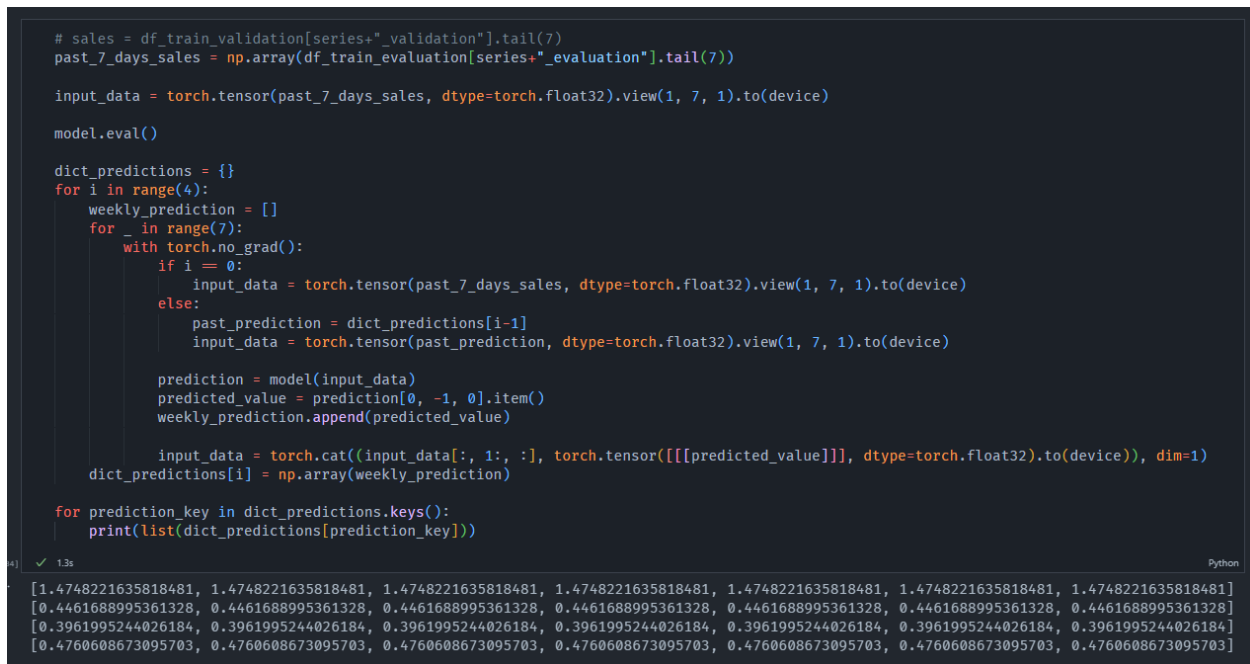 # sales = df_train_validation[series+"_validation"].tail(7)
past_7_days_sales = np.array(df_train_evaluation[series+"_evaluation"].tail(7))
input_data = torch.tensor(past_7_days_sales, dtype=torch.float32).view(1, 7, 1).to(device)
model.eval()
dict_predictions = {}
for i in range(4):
    weekly_prediction = []
    for _ in range(7):
        with torch.no_grad():
            if i == 0:
                input_data = torch.tensor(past_7_days_sales, dtype=torch.float32).view(1, 7, 1).to(device)
            else:
                past_prediction = dict_predictions[i-1]
                input_data = torch.tensor(past_prediction, dtype=torch.float32).view(1, 7, 1).to(device)
            prediction = model(input_data)
            predicted_value = prediction[0, -1, 0].item()
            weekly_prediction.append(predicted_value)
            input_data = torch.cat((input_data[:, 1:, :], torch.tensor([[[predicted_value]]], dtype=torch.float32).to(device)), dim=1)
    dict_predictions[i] = np.array(weekly_prediction)
for prediction_key in dict_predictions.keys():
    print(list(dict_predictions[prediction_key]))
✓ 1.3s Python
[1.4748221635818481, 1.4748221635818481, 1.4748221635818481, 1.4748221635818481, 1.4748221635818481, 1.4748221635818481, 1.4748221635818481]
[0.4461688995361328, 0.4461688995361328, 0.4461688995361328, 0.4461688995361328, 0.4461688995361328, 0.4461688995361328, 0.4461688995361328]
[0.3961995244026184, 0.3961995244026184, 0.3961995244026184, 0.3961995244026184, 0.3961995244026184, 0.3961995244026184, 0.3961995244026184]
[0.4760608673095703, 0.4760608673095703, 0.4760608673095703, 0.4760608673095703, 0.4760608673095703, 0.4760608673095703, 0.4760608673095703]